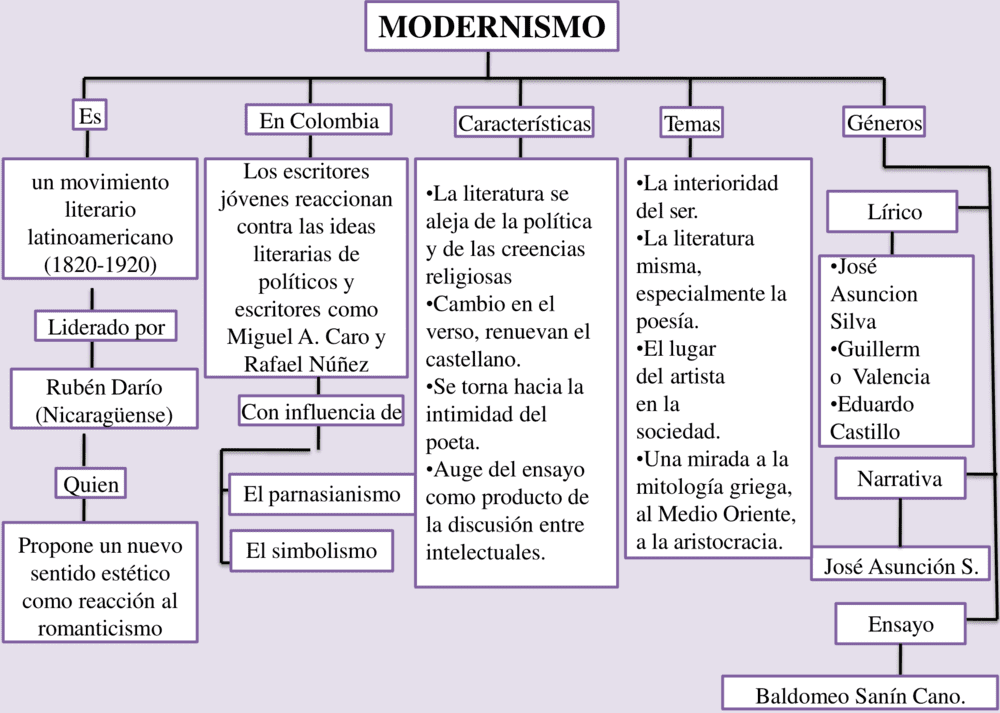 MODERNISMO
Es
un movimiento
literario
latinoamericano
(1820-1920)
Liderado por
Rubén Darío
(Nicaragüense)
Quien
Propone un nuevo
sentido estético
como reacción al
romanticismo
En Colombia
Los escritores
jóvenes reaccionan
contra las ideas
literarias de
políticos y
escritores como
Miguel A. Caro y
Rafael Núñez
Con influencia de
El parnasianismo
El simbolismo
Características
•La literatura se
aleja de la política
y de las creencias
religiosas
•Cambio en el
verso, renuevan el
castellano.
•Se torna hacia la
intimidad del
poeta.
•Auge del ensayo
como producto de
la discusión entre
intelectuales.
Temas
•La interioridad
del ser.
•La literatura
misma,
especialmente la
poesía.
•El lugar
del artista
en la
sociedad.
•Una mirada a la
mitología griega,
al Medio Oriente,
a la aristocracia.
Géneros
Lírico
•José
Asuncion
Silva
•Guillerm
o Valencia
•Eduardo
Castillo
Narrativa
José Asunción S.
Ensayo
Baldomeo Sanín Cano.